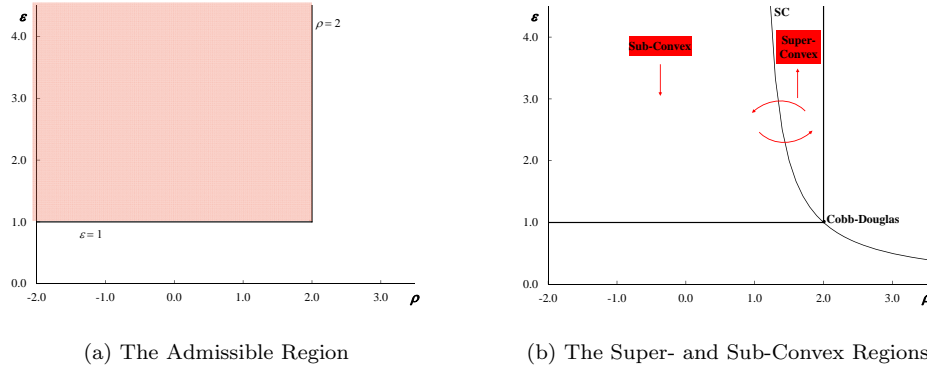 ε
4.0
3.0
2.0
1.0
0.0
-2.0 -1.0 0.0 1.0 2.0 3.0
ρ
ρ = 2
ε = 1
(a) The Admissible Region
ε
4.0
3.0
2.0
1.0
0.0
-2.0 -1.0 0.0 1.0 2.0 3.0
ρ
SC
Sub-Convex
Super-
Convex
Cobb-Douglas
(b) The Super- and Sub-Convex Regions